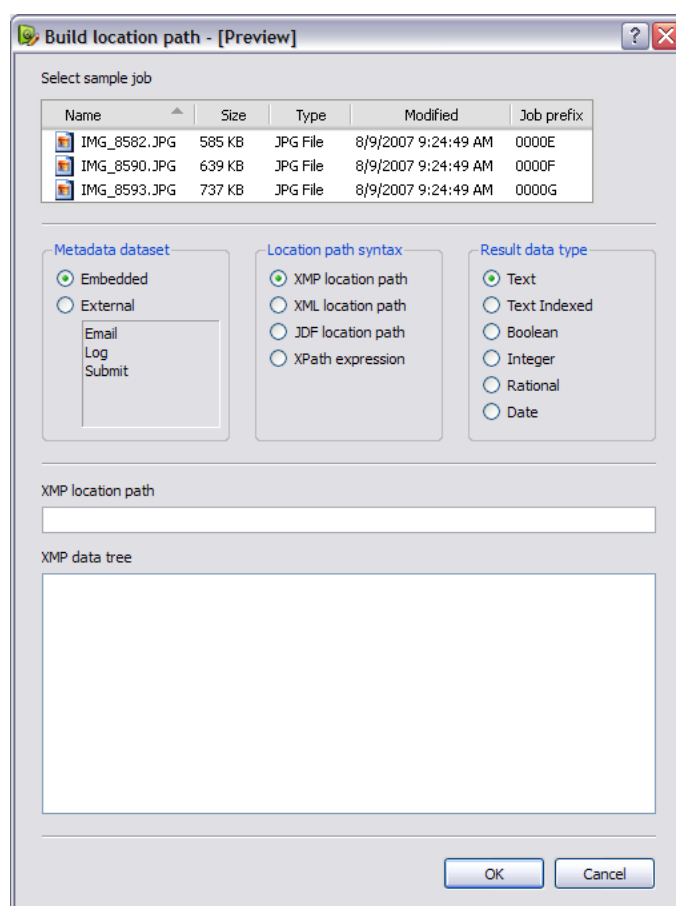 Build location path - [Preview]
Select sample job
Name Size Type Modified Job prefix
IMG_8582.JPG 585 KB JPG File 8/9/2007 9:24:49 AM 0000E
IMG_8590.JPG 639 KB JPG File 8/9/2007 9:24:49 AM 0000F
IMG_8593.JPG 737 KB JPG File 8/9/2007 9:24:49 AM 0000G
Metadata dataset Location path syntax Result data type
Embedded XMP location path Text
External XML location path Text Indexed
Email JDF location path Boolean
Log XPath expression Integer
Submit Rational
Date
XMP location path
XMP data tree
OK Cancel